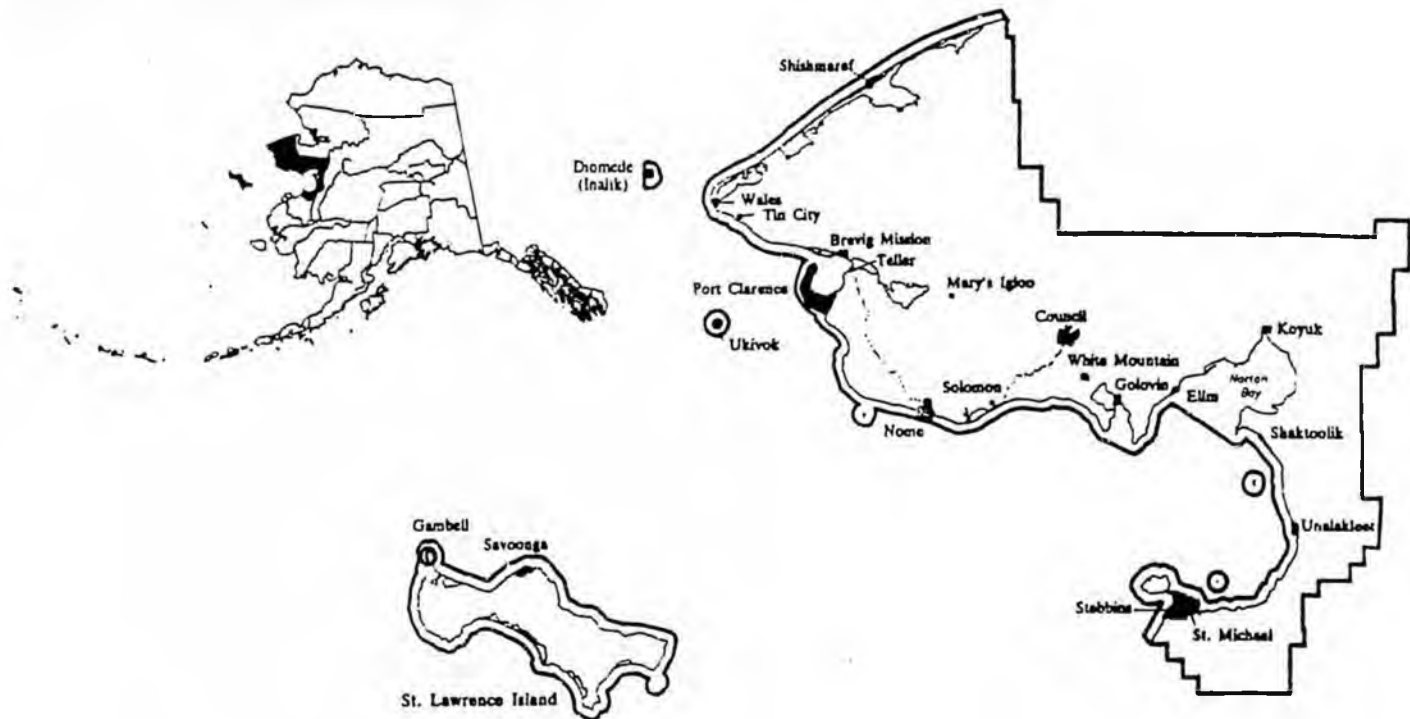 Shishmaref
Diomede
(Inalik)
Wales
Tin City
Brevig Mission
Teller
Port Clarence
Mary's Igloo
Ukivok
Council
Koyuk
White Mountain
Solomon
Golovin
Elim
Norton
Bay
Nome
Shaktoolik
Gambell
Savoonga
Unalakleet
Stebbins
St. Michael
St. Lawrence Island